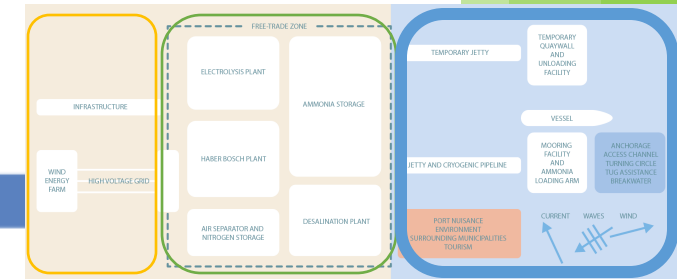 FREE-TRADE ZONE
INFRASTRUCTURE
WIND
ENERGY
FARM
HIGH VOLTAGE GRID
ELECTROLYSIS PLANT
HABER BOSCH PLANT
AIR SEPARATOR AND
NITROGEN STORAGE
AMMONIA STORAGE
DESALINATION PLANT
TEMPORARY JETTY
TEMPORARY
QUAYWALL
AND
UNLOADING
FACILITY
VESSEL
JETTY AND CRYOGENIC PIPELINE
MOORING
FACILITY
AND
AMMONIA
LOADING ARM
ANCHORAGE
ACCESS CHANNEL
TURNING CIRCLE
TUG ASSISTANCE
BREAKWATER
PORT NUISANCE
ENVIRONMENT
SURROUNDING MUNICIPALITIES
TOURISM
CURRENT WAVES WIND